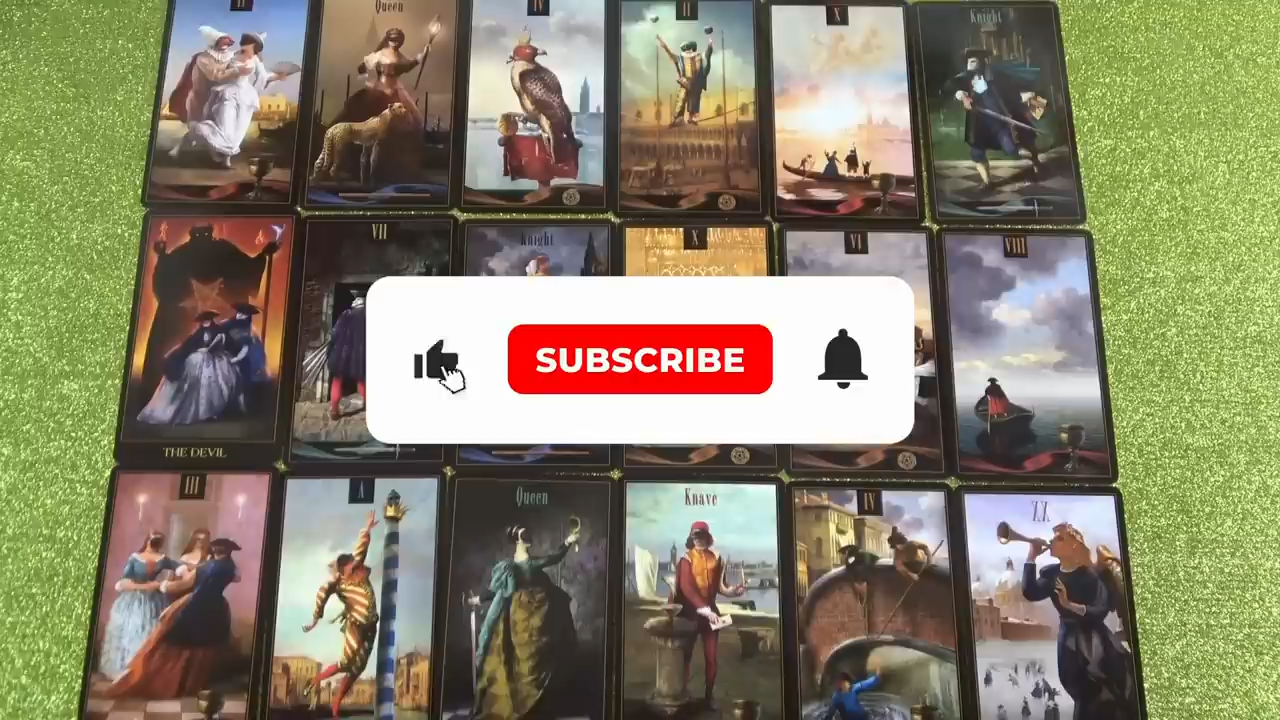 II
Queen
IV
II
X
Knight
VII
Knight
X
VI
VIII
SUBSCRIBE
THE DEVIL
III
Queen
Knave
IV
XX